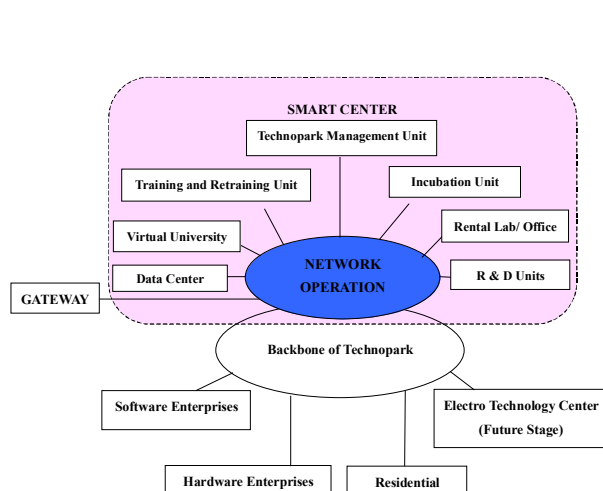 SMART CENTER
Technopark Management Unit
Training and Retraining Unit
Incubation Unit
Virtual University
Rental Lab/ Office
Data Center
NETWORK
OPERATION
R & D Units
GATEWAY
Backbone of Technopark
Software Enterprises
Electro Technology Center
(Future Stage)
Hardware Enterprises
Residential